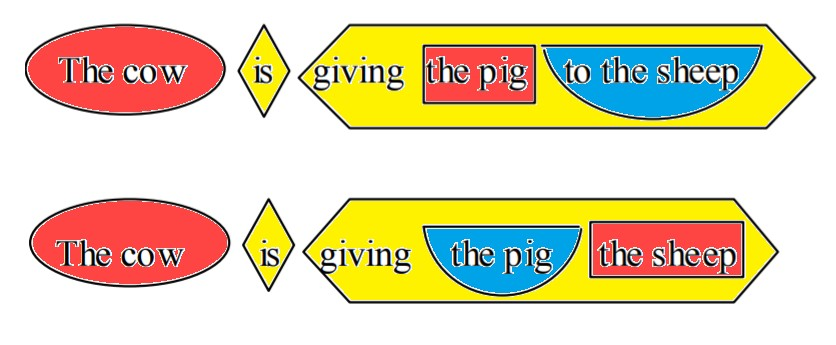 The cow is giving the pig to the sheep
The cow is giving the pig the sheep